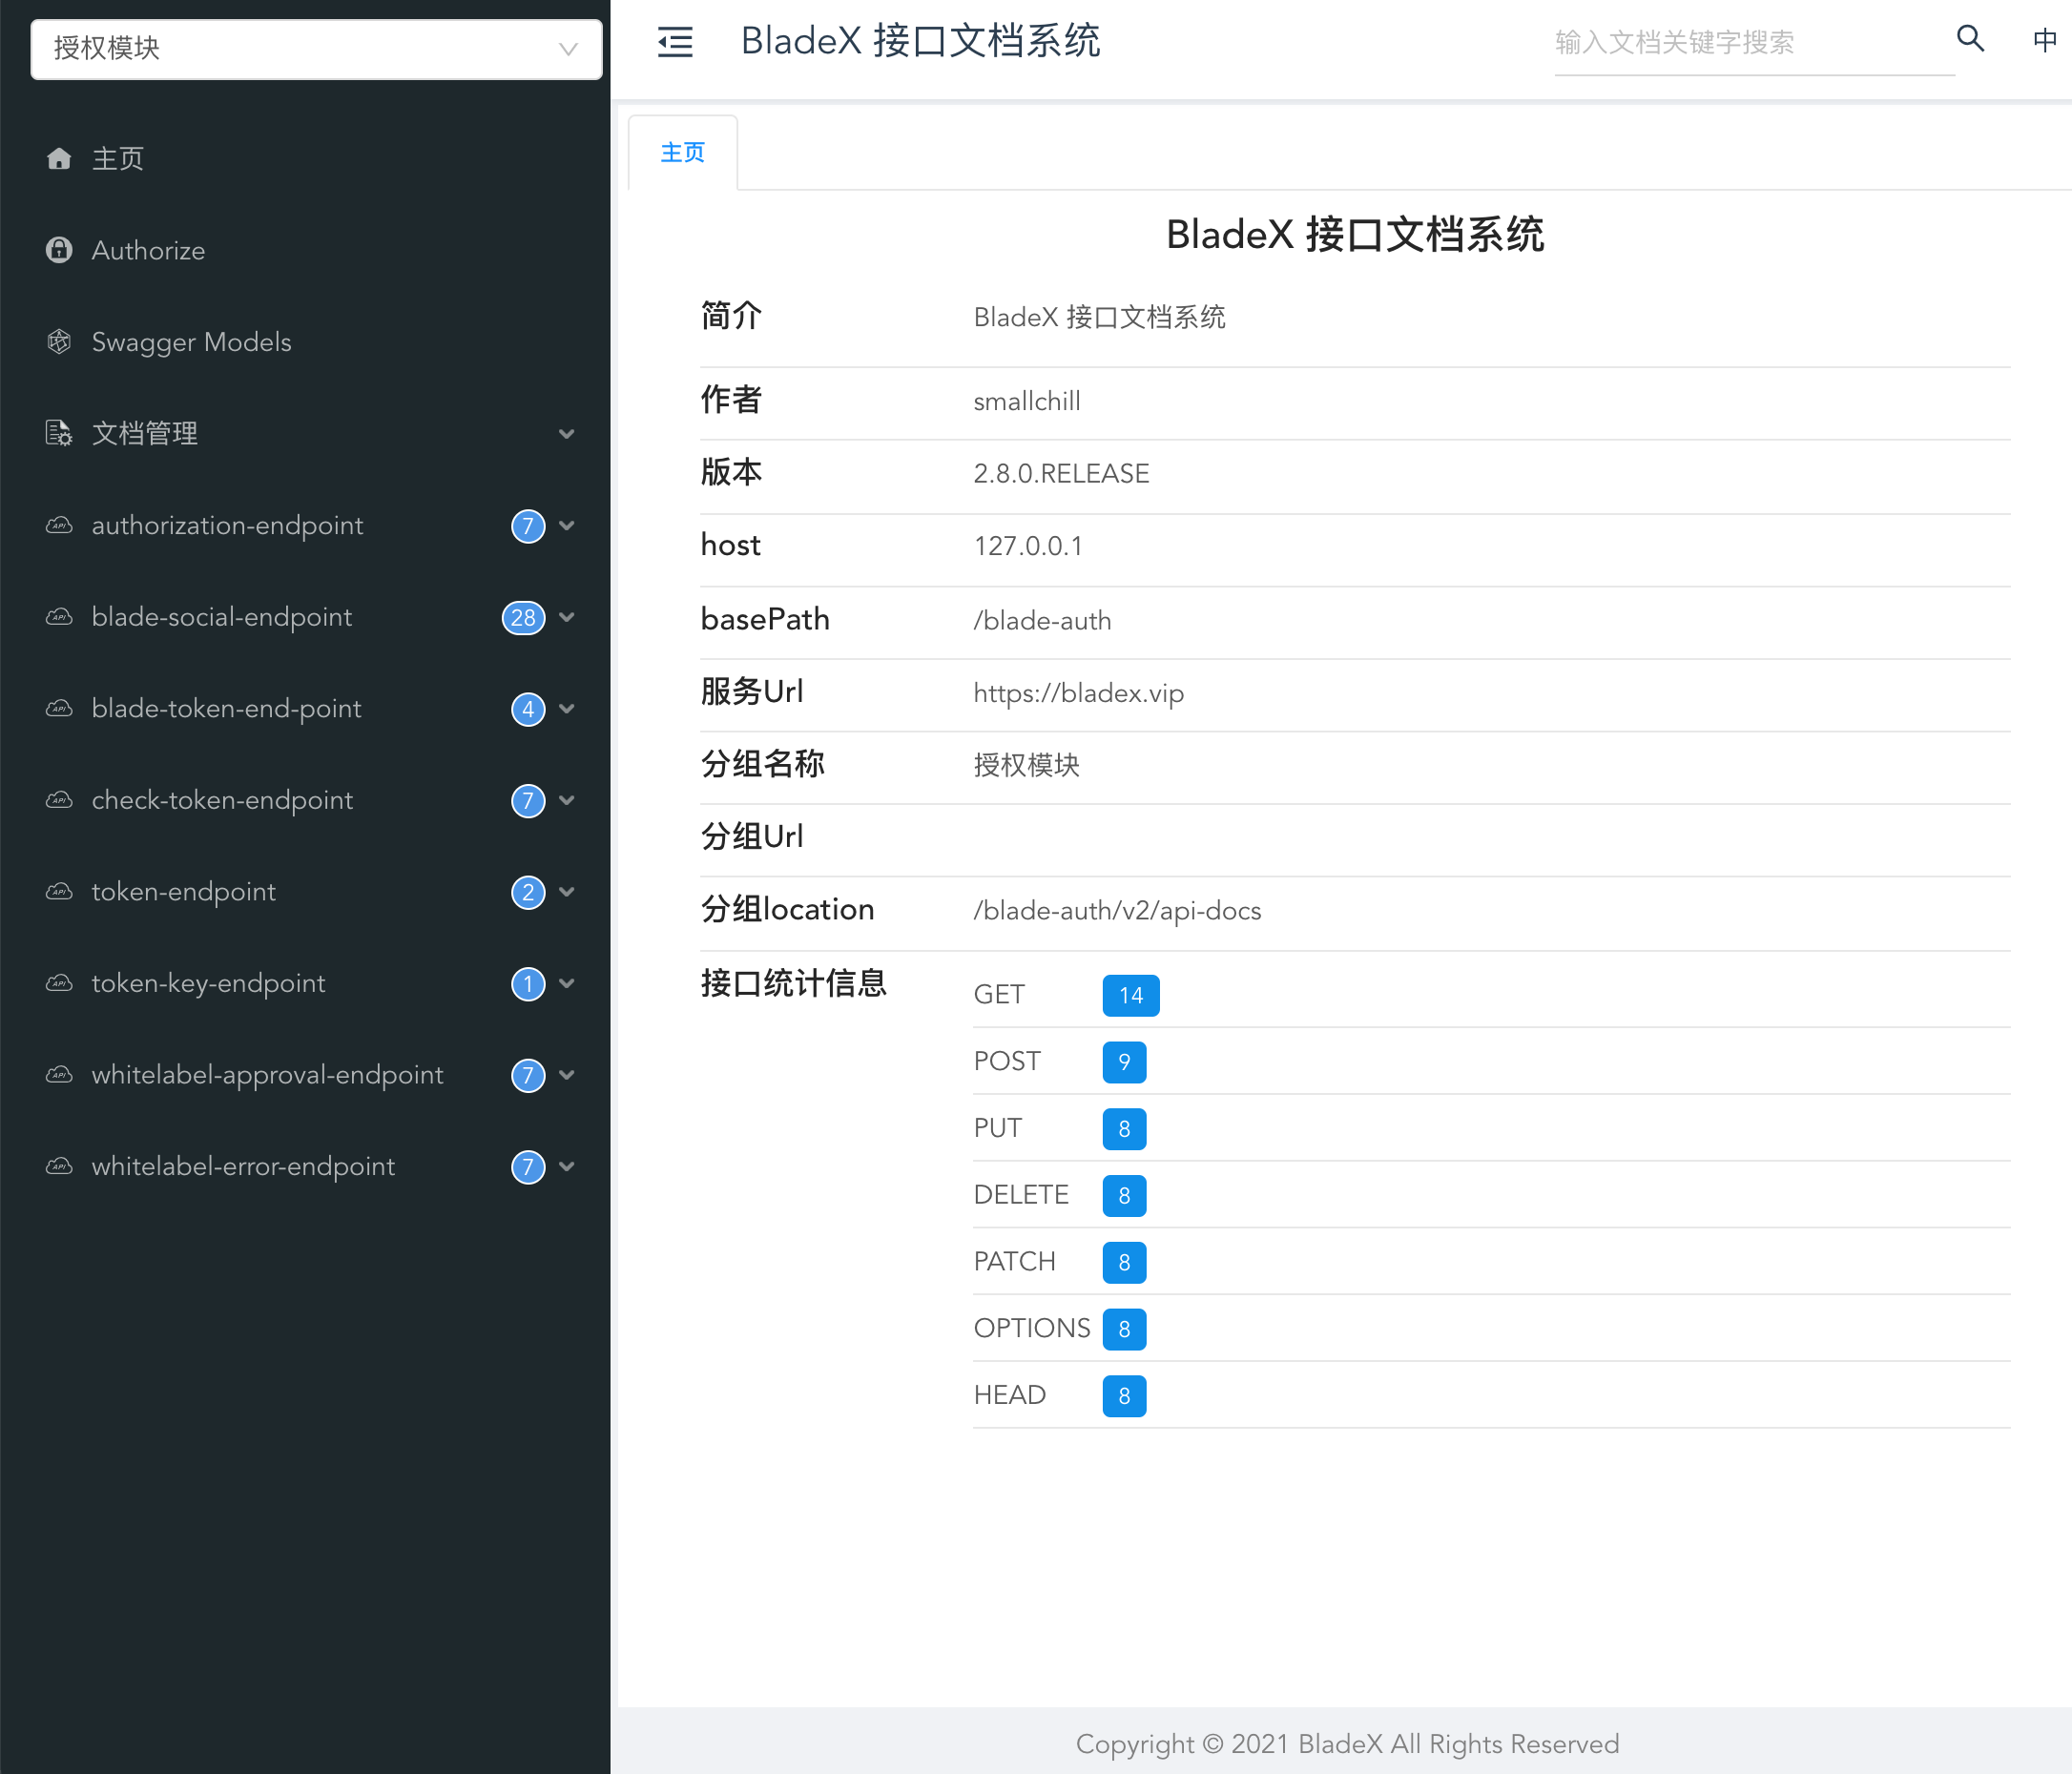 授权模块
主页
Authorize
Swagger Models
文档管理
authorization-endpoint 7
blade-social-endpoint 28
blade-token-end-point 4
check-token-endpoint 7
token-endpoint 2
token-key-endpoint 1
whitelabel-approval-endpoint 7
whitelabel-error-endpoint 7
BladeX 接口文档系统
输入文档关键字搜索
中
主页
BladeX 接口文档系统
简介 BladeX 接口文档系统
作者 smallchill
版本 2.8.0.RELEASE
host 127.0.0.1
basePath /blade-auth
服务Url https://bladex.vip
分组名称 授权模块
分组Url
分组location /blade-auth/v2/api-docs
接口统计信息
GET 14
POST 9
PUT 8
DELETE 8
PATCH 8
OPTIONS 8
HEAD 8
Copyright © 2021 BladeX All Rights Reserved